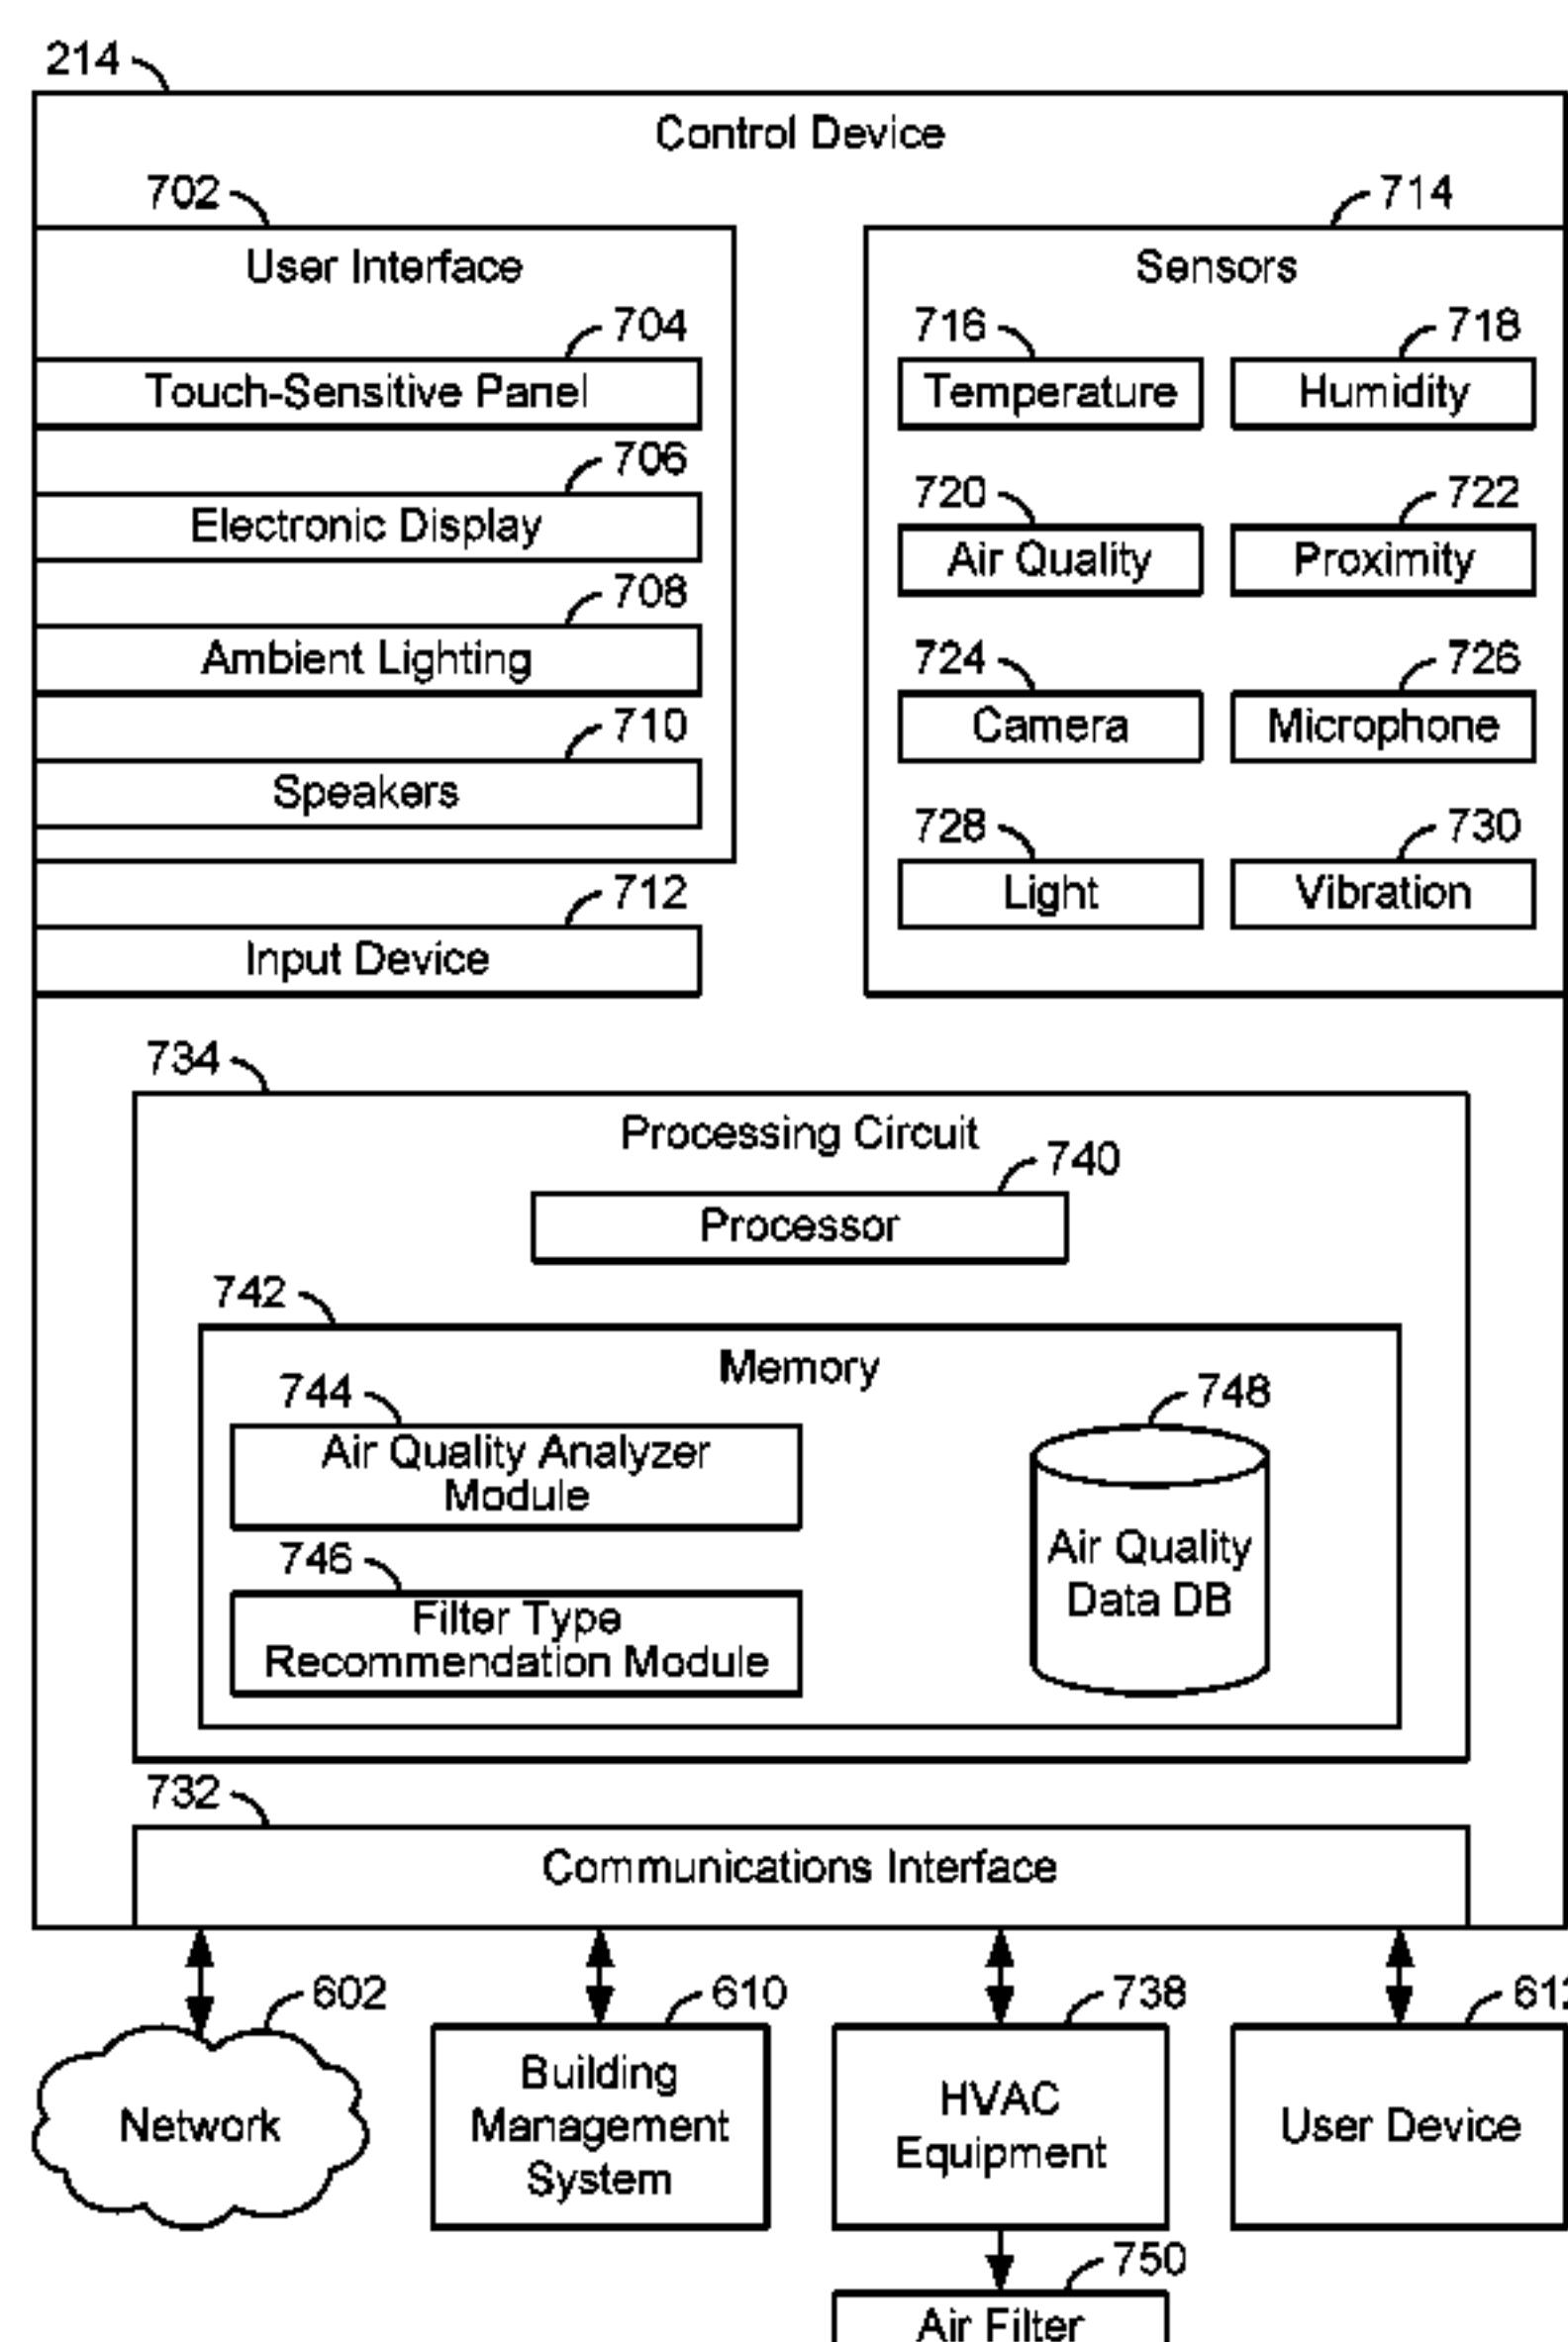 214
Control Device
702
714
User Interface
Sensors
704
716
718
Touch-Sensitive Panel
Temperature
Humidity
706
720
722
Electronic Display
Air Quality
Proximity
708
724
726
Ambient Lighting
Camera
Microphone
710
Speakers
728
730
712
Light
Vibration
Input Device
734
Processing Circuit
740
Processor
742
Memory
744
748
Air Quality Analyzer
Module
Air Quality
Data DB
746
Filter Type
Recommendation Module
732
Communications Interface
602
610
738
612
Network
Building
Management
System
HVAC
Equipment
User Device
750
Air Filter